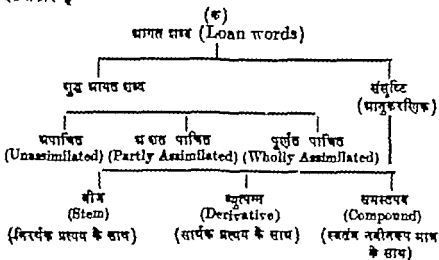 (क)
आगत शब्द (Loan words)
शुद्ध आगत शब्द संसृष्टि
(आनुकरणिक)
अपाचित अंशतः पाचित पूर्णतः पाचित
(Unassimilated) (Partly Assimilated) (Wholly Assimilated)
बीज व्युत्पन्न समस्तपद
(Stem) (Derivative) (Compound)
(निरर्थक प्रत्यय के साथ) (सार्थक प्रत्यय के साथ) (स्वतंत्र नवीनरूप मात्र
के साथ)